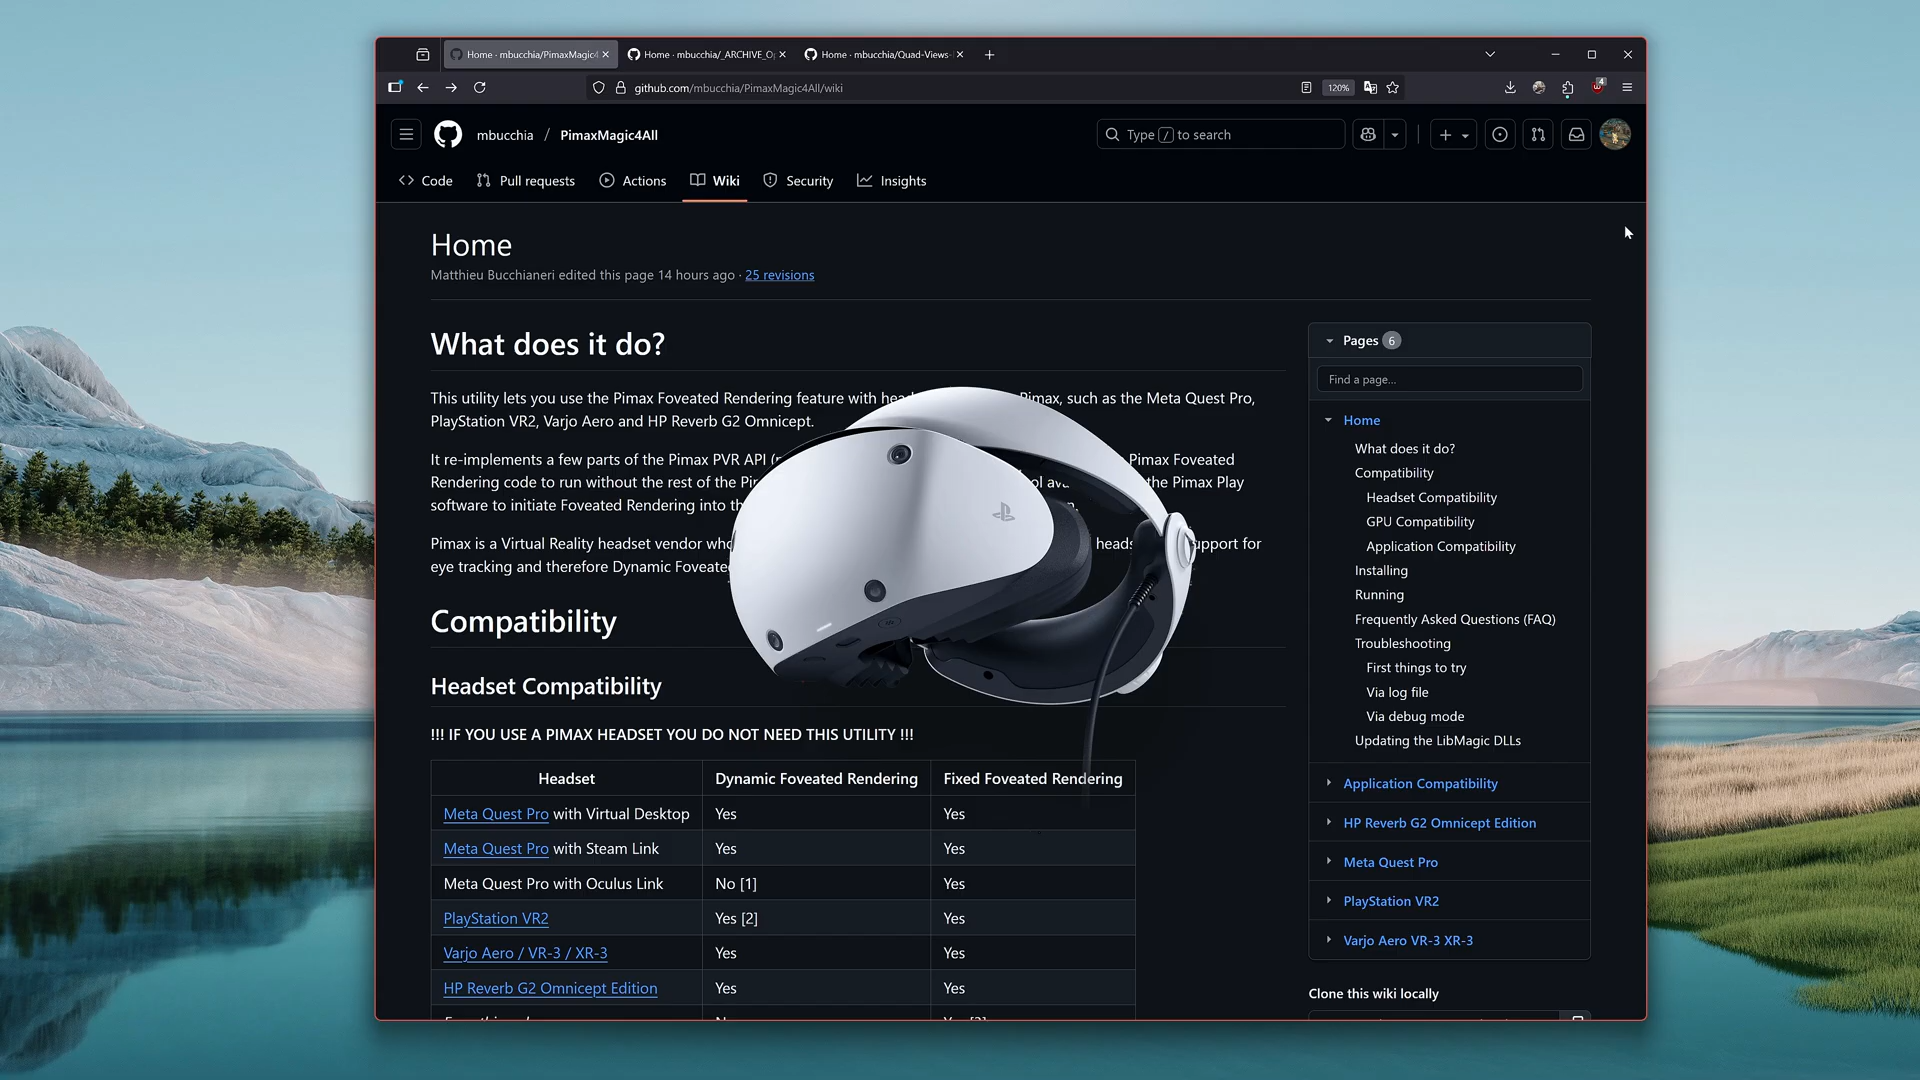 Home · mbucchia/PimaxMagic4
Home · mbucchia/_ARCHIVE_O
Home · mbucchia/Quad-Views-
github.com/mbucchia/PimaxMagic4All/wiki
120%
4
mbucchia / PimaxMagic4All
Type / to search
Code
Pull requests
Actions
Wiki
Security
Insights
Home
Matthieu Bucchianeri edited this page 14 hours ago · 25 revisions
What does it do?
This utility lets you use the Pimax Foveated Rendering feature with Pimax, such as the Meta Quest Pro,
PlayStation VR2, Varjo Aero and HP Reverb G2 Omnicept.
It re-implements a few parts of the Pimax PVR API Pimax Foveated
Rendering code to run without the rest of the the Pimax Play
software to initiate Foveated Rendering into
Pimax is a Virtual Reality headset vendor for
eye tracking and therefore Dynamic
Compatibility
Headset Compatibility
!!! IF YOU USE A PIMAX HEADSET YOU DO NOT NEED THIS UTILITY !!!
Headset Dynamic Foveated Rendering Fixed Foveated Rendering
Meta Quest Pro with Virtual Desktop Yes Yes
Meta Quest Pro with Steam Link Yes Yes
Meta Quest Pro with Oculus Link No [1] Yes
PlayStation VR2 Yes [2] Yes
Varjo Aero / VR-3 / XR-3 Yes Yes
HP Reverb G2 Omnicept Edition Yes Yes
Pages 6
Find a page...
Home
What does it do?
Compatibility
Headset Compatibility
GPU Compatibility
Application Compatibility
Installing
Running
Frequently Asked Questions (FAQ)
Troubleshooting
First things to try
Via log file
Via debug mode
Updating the LibMagic DLLs
Application Compatibility
HP Reverb G2 Omnicept Edition
Meta Quest Pro
PlayStation VR2
Varjo Aero VR-3 XR-3
Clone this wiki locally